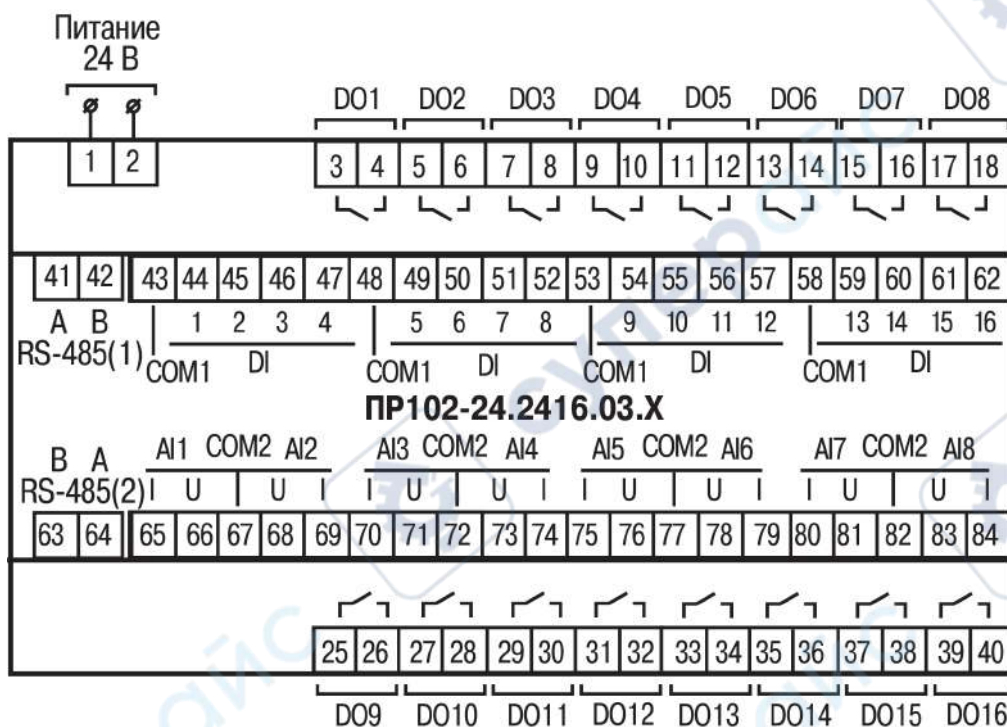 Питание
24 В
DO1 DO2 DO3 DO4 DO5 DO6 DO7 DO8
1 2 3 4 5 6 7 8 9 10 11 12 13 14 15 16 17 18
41 42 43 44 45 46 47 48 49 50 51 52 53 54 55 56 57 58 59 60 61 62
A B 1 2 3 4 5 6 7 8 9 10 11 12 13 14 15 16
RS-485(1) COM1 DI COM1 DI COM1 DI COM1 DI
ПР102-24.2416.03.X
B A AI1 COM2 AI2 AI3 COM2 AI4 AI5 COM2 AI6 AI7 COM2 AI8
RS-485(2) I U U I I U U I I U U I I U U I
63 64 65 66 67 68 69 70 71 72 73 74 75 76 77 78 79 80 81 82 83 84
25 26 27 28 29 30 31 32 33 34 35 36 37 38 39 40
DO9 DO10 DO11 DO12 DO13 DO14 DO15 DO16
суперайс
айс